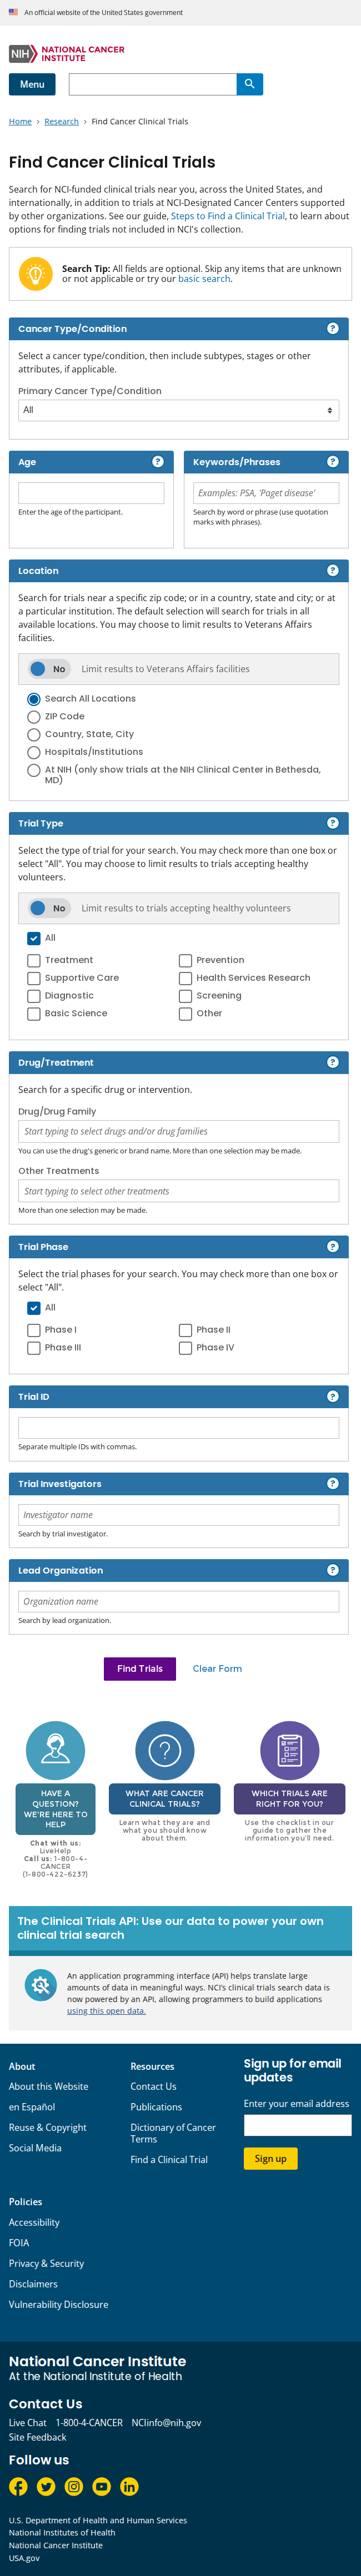 An official website of the United States government
NIH NATIONAL CANCER
INSTITUTE
Menu
Home > Research > Find Cancer Clinical Trials
Find Cancer Clinical Trials
Search for NCI-funded clinical trials near you, across the United States, and
internationally, in addition to trials at NCI-Designated Cancer Centers supported
by other organizations. See our guide, Steps to Find a Clinical Trial, to learn about
options for finding trials not included in NCI's collection.
Search Tip: All fields are optional. Skip any items that are unknown
or not applicable or try our basic search.
Cancer Type/Condition ?
Select a cancer type/condition, then include subtypes, stages or other
attributes, if applicable.
Primary Cancer Type/Condition
All
Age ?
Enter the age of the participant.
Keywords/Phrases ?
Examples: PSA, 'Paget disease'
Search by word or phrase (use quotation
marks with phrases).
Location ?
Search for trials near a specific zip code; or in a country, state and city; or at
a particular institution. The default selection will search for trials in all
available locations. You may choose to limit results to Veterans Affairs
facilities.
No Limit results to Veterans Affairs facilities
Search All Locations
ZIP Code
Country, State, City
Hospitals/Institutions
At NIH (only show trials at the NIH Clinical Center in Bethesda,
MD)
Trial Type ?
Select the type of trial for your search. You may check more than one box or
select "All". You may choose to limit results to trials accepting healthy
volunteers.
No Limit results to trials accepting healthy volunteers
All
Treatment Prevention
Supportive Care Health Services Research
Diagnostic Screening
Basic Science Other
Drug/Treatment ?
Search for a specific drug or intervention.
Drug/Drug Family
Start typing to select drugs and/or drug families
You can use the drug's generic or brand name. More than one selection may be made.
Other Treatments
Start typing to select other treatments
More than one selection may be made.
Trial Phase ?
Select the trial phases for your search. You may check more than one box or
select "All".
All
Phase I Phase II
Phase III Phase IV
Trial ID ?
Separate multiple IDs with commas.
Trial Investigators ?
Investigator name
Search by trial investigator.
Lead Organization ?
Organization name
Search by lead organization.
Find Trials Clear Form
HAVE A
QUESTION?
WE'RE HERE TO
HELP
Chat with us:
LiveHelp
Call us: 1-800-4-
CANCER
(1-800-422-6237)
?
WHAT ARE CANCER
CLINICAL TRIALS?
Learn what they are and
what you should know
about them.
WHICH TRIALS ARE
RIGHT FOR YOU?
Use the checklist in our
guide to gather the
information you'll need.
The Clinical Trials API: Use our data to power your own
clinical trial search
An application programming interface (API) helps translate large
amounts of data in meaningful ways. NCI's clinical trials search data is
now powered by an API, allowing programmers to build applications
using this open data.
About
About this Website
en Español
Reuse & Copyright
Social Media
Resources
Contact Us
Publications
Dictionary of Cancer
Terms
Find a Clinical Trial
Sign up for email
updates
Enter your email address
Sign up
Policies
Accessibility
FOIA
Privacy & Security
Disclaimers
Vulnerability Disclosure
National Cancer Institute
At the National Institute of Health
Contact Us
Live Chat 1-800-4-CANCER NCIinfo@nih.gov
Site Feedback
Follow us
U.S. Department of Health and Human Services
National Institutes of Health
National Cancer Institute
USA.gov